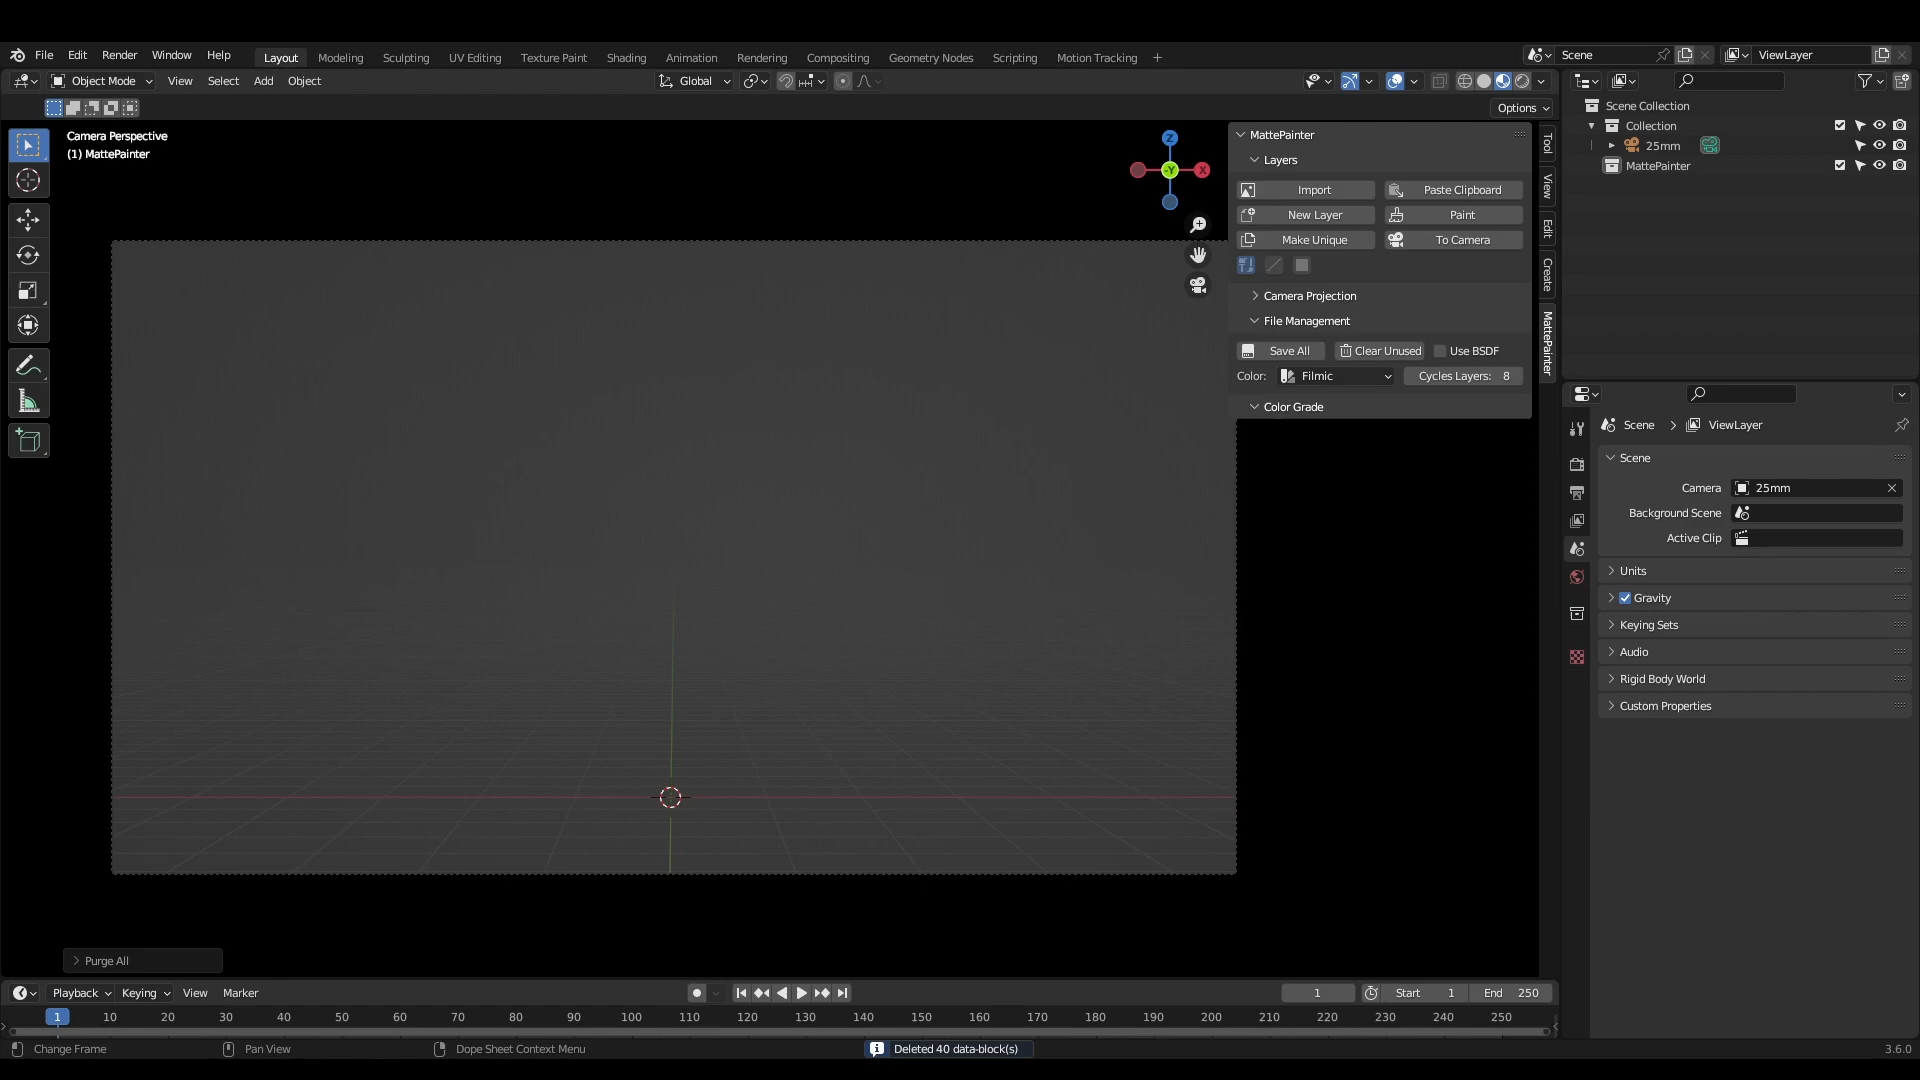 File Edit Render Window Help Layout Modeling Sculpting UV Editing Texture Paint Shading Animation Rendering Compositing Geometry Nodes Scripting Motion Tracking + Scene ViewLayer
Object Mode View Select Add Object Global
Options
Camera Perspective
(1) MattePainter
Z
-Y
X
MattePainter
Layers
Import Paste Clipboard
New Layer Paint
Make Unique To Camera
Camera Projection
File Management
Save All Clear Unused Use BSDF
Color: Filmic Cycles Layers: 8
Color Grade
Tool
View
Edit
Create
MattePainter
Scene Collection
Collection
25mm
MattePainter
Scene ViewLayer
Scene
Camera 25mm
Background Scene
Active Clip
Units
Gravity
Keying Sets
Audio
Rigid Body World
Custom Properties
Purge All
Playback Keying View Marker 1 Start 1 End 250
1 10 20 30 40 50 60 70 80 90 100 110 120 130 140 150 160 170 180 190 200 210 220 230 240 250
Change Frame Pan View Dope Sheet Context Menu Deleted 40 data-block(s) 3.6.0